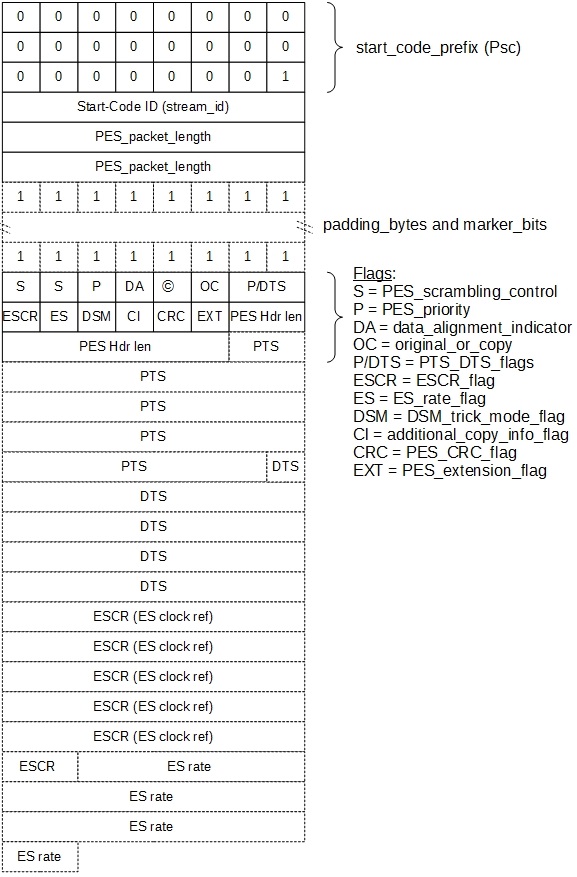 0 0 0 0 0 0 0 0
0 0 0 0 0 0 0 0
0 0 0 0 0 0 0 1
start_code_prefix (Psc)
Start-Code ID (stream_id)
PES_packet_length
PES_packet_length
1 1 1 1 1 1 1 1
padding_bytes and marker_bits
1 1 1 1 1 1 1 1
S S P DA © OC P/DTS
ESCR ES DSM CI CRC EXT PES Hdr len
PES Hdr len PTS
Flags:
S = PES_scrambling_control
P = PES_priority
DA = data_alignment_indicator
OC = original_or_copy
P/DTS = PTS_DTS_flags
ESCR = ESCR_flag
ES = ES_rate_flag
DSM = DSM_trick_mode_flag
CI = additional_copy_info_flag
CRC = PES_CRC_flag
EXT = PES_extension_flag
PTS
PTS
PTS
PTS DTS
DTS
DTS
DTS
DTS
ESCR (ES clock ref)
ESCR (ES clock ref)
ESCR (ES clock ref)
ESCR (ES clock ref)
ESCR (ES clock ref)
ESCR ES rate
ES rate
ES rate
ES rate